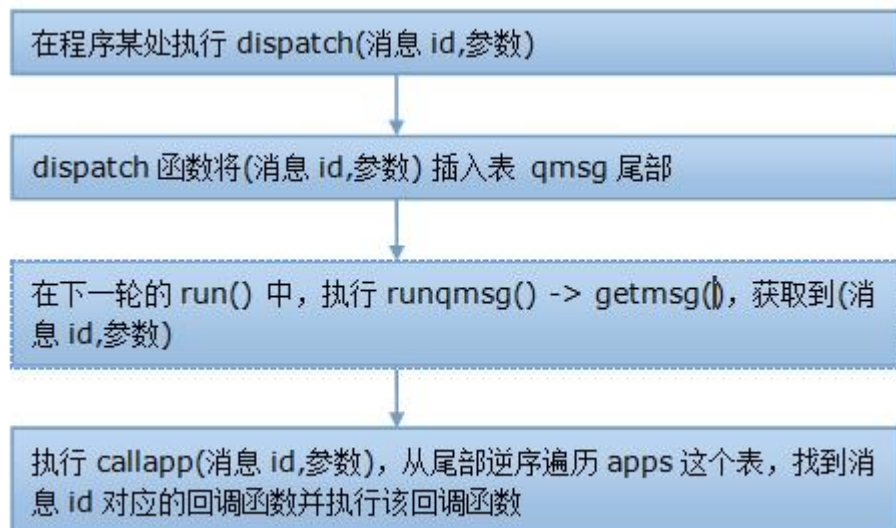 在程序某处执行 dispatch(消息 id,参数)
dispatch 函数将(消息 id,参数) 插入表 qmsg 尾部
在下一轮的 run() 中，执行 runqmsg() -> getmsg()，获取到(消
息 id,参数)
执行 callapp(消息 id,参数)，从尾部逆序遍历 apps 这个表，找到消
息 id 对应的回调函数并执行该回调函数